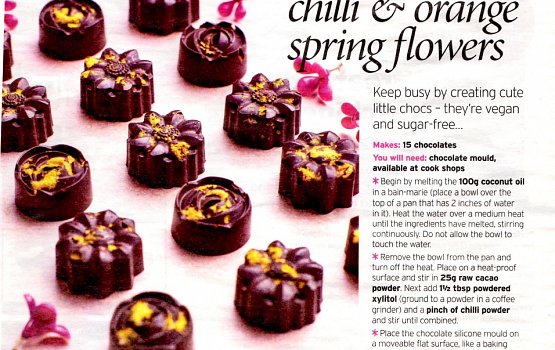 chilli & orange
spring flowers
Keep busy by creating cute
little chocs – they're vegan
and sugar-free...
Makes: 15 chocolates
You will need: chocolate mould,
available at cook shops
* Begin by melting the 100g coconut oil
in a bain-marie (place a bowl over the
top of a pan that has 2 inches of water
in it). Heat the water over a medium heat
until the ingredients have melted, stirring
continuously. Do not allow the bowl to
touch the water.
* Remove the bowl from the pan and
turn off the heat. Place on a heat-proof
surface and stir in 25g raw cacao
powder. Next add 1½ tbsp powdered
xylitol (ground to a powder in a coffee
grinder) and a pinch of chilli powder
and stir until combined.
* Place the chocolate silicone mould on
a moveable flat surface, like a baking